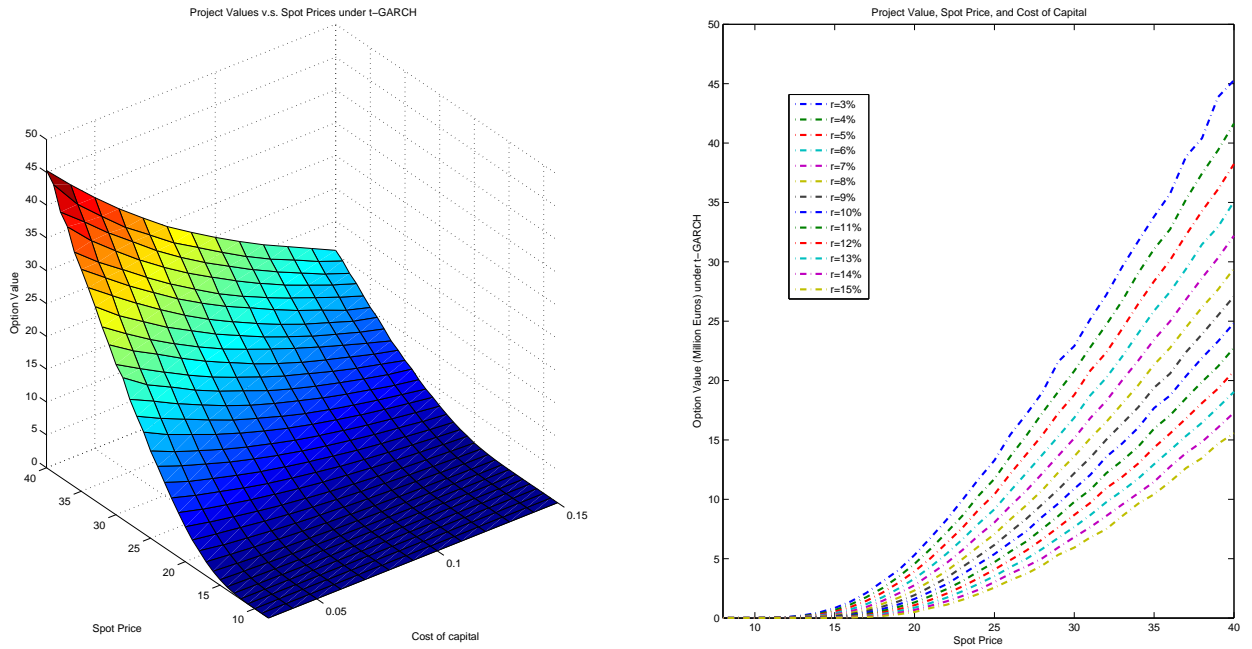 Project Values v.s. Spot Prices under t−GARCH
50
45
40
35
30
25
20
15
10
5
0
Option Value
40
35
30
25
20
15
10
Spot Price
0.05
0.1
0.15
Cost of capital
Project Value, Spot Price, and Cost of Capital
50
45
40
35
30
25
20
15
10
5
0
Option Value (Million Euros) under t−GARCH
r=3%
r=4%
r=5%
r=6%
r=7%
r=8%
r=9%
r=10%
r=11%
r=12%
r=13%
r=14%
r=15%
10
15
20
25
30
35
40
Spot Price